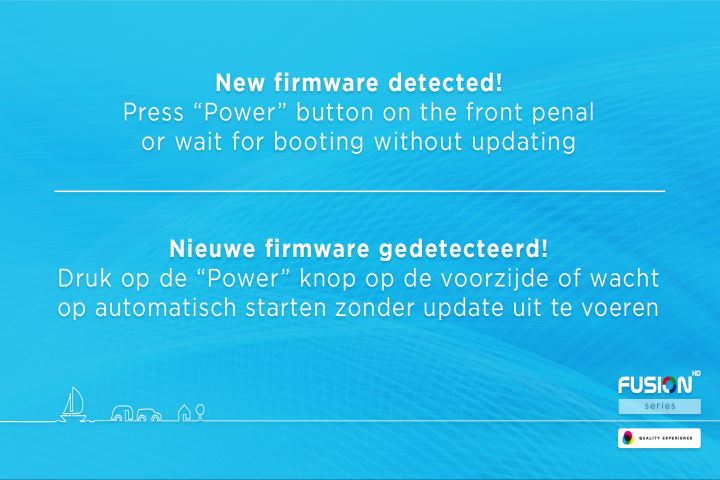 New firmware detected!
Press “Power” button on the front penal
or wait for booting without updating
Nieuwe firmware gedetecteerd!
Druk op de “Power” knop op de voorzijde of wacht
op automatisch starten zonder update uit te voeren
FUSION HD
series
QUALITY EXPERIENCE